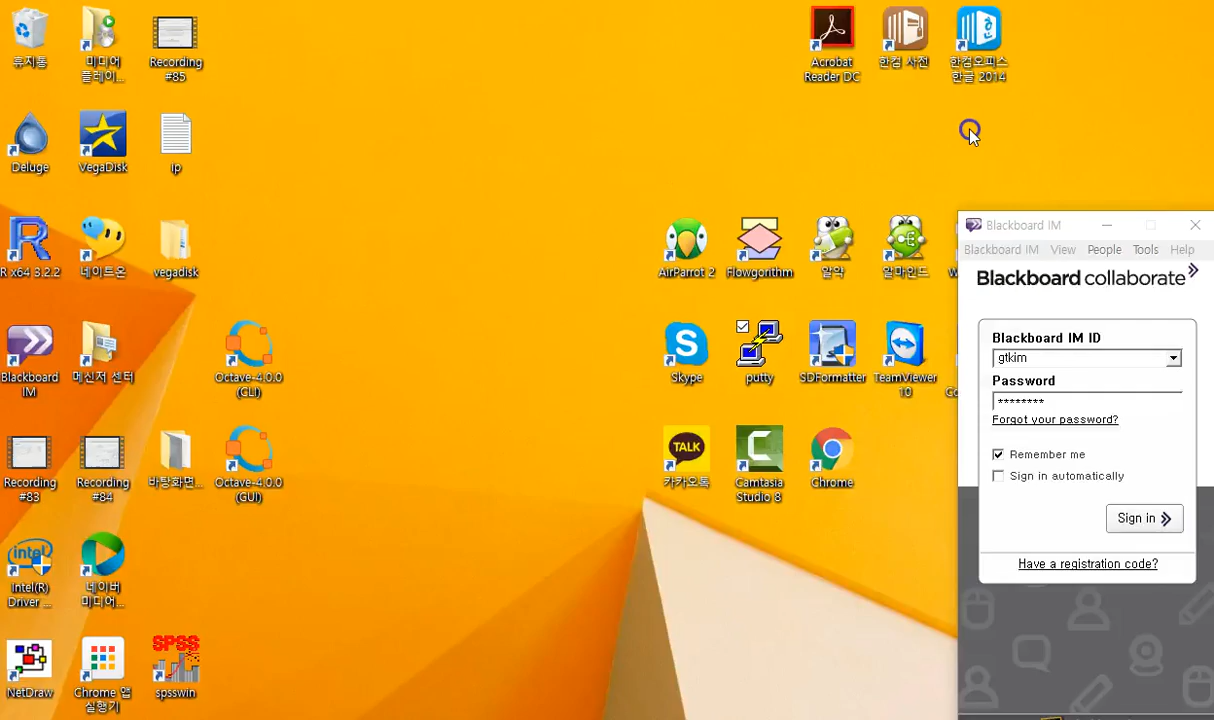 휴지통
미디어
플레이...
Recording
#85
Acrobat
Reader DC
한컴 사전
한컴오피스
한글 2014
Deluge
VegaDisk
ip
R x64 3.2.2
네이트온
vegadisk
AirParrot 2
Flowgorithm
알약
알마인드
W
Blackboard IM
Blackboard IM View People Tools Help
Blackboard collaborate
Blackboard IM ID
gtkim
Password
********
Forgot your password?
Remember me
Sign in automatically
Sign in
Have a registration code?
Blackboard
IM
메신저 센터
Octave-4.0.0
(CLI)
Skype
putty
SDFormatter
TeamViewer
10
Co
Recording
#83
Recording
#84
바탕화면...
Octave-4.0.0
(GUI)
TALK
카카오톡
Camtasia
Studio 8
Chrome
intel
Intel(R)
Driver ...
네이버
미디어...
NetDraw
Chrome 앱
실행기
SPSS
spsswin